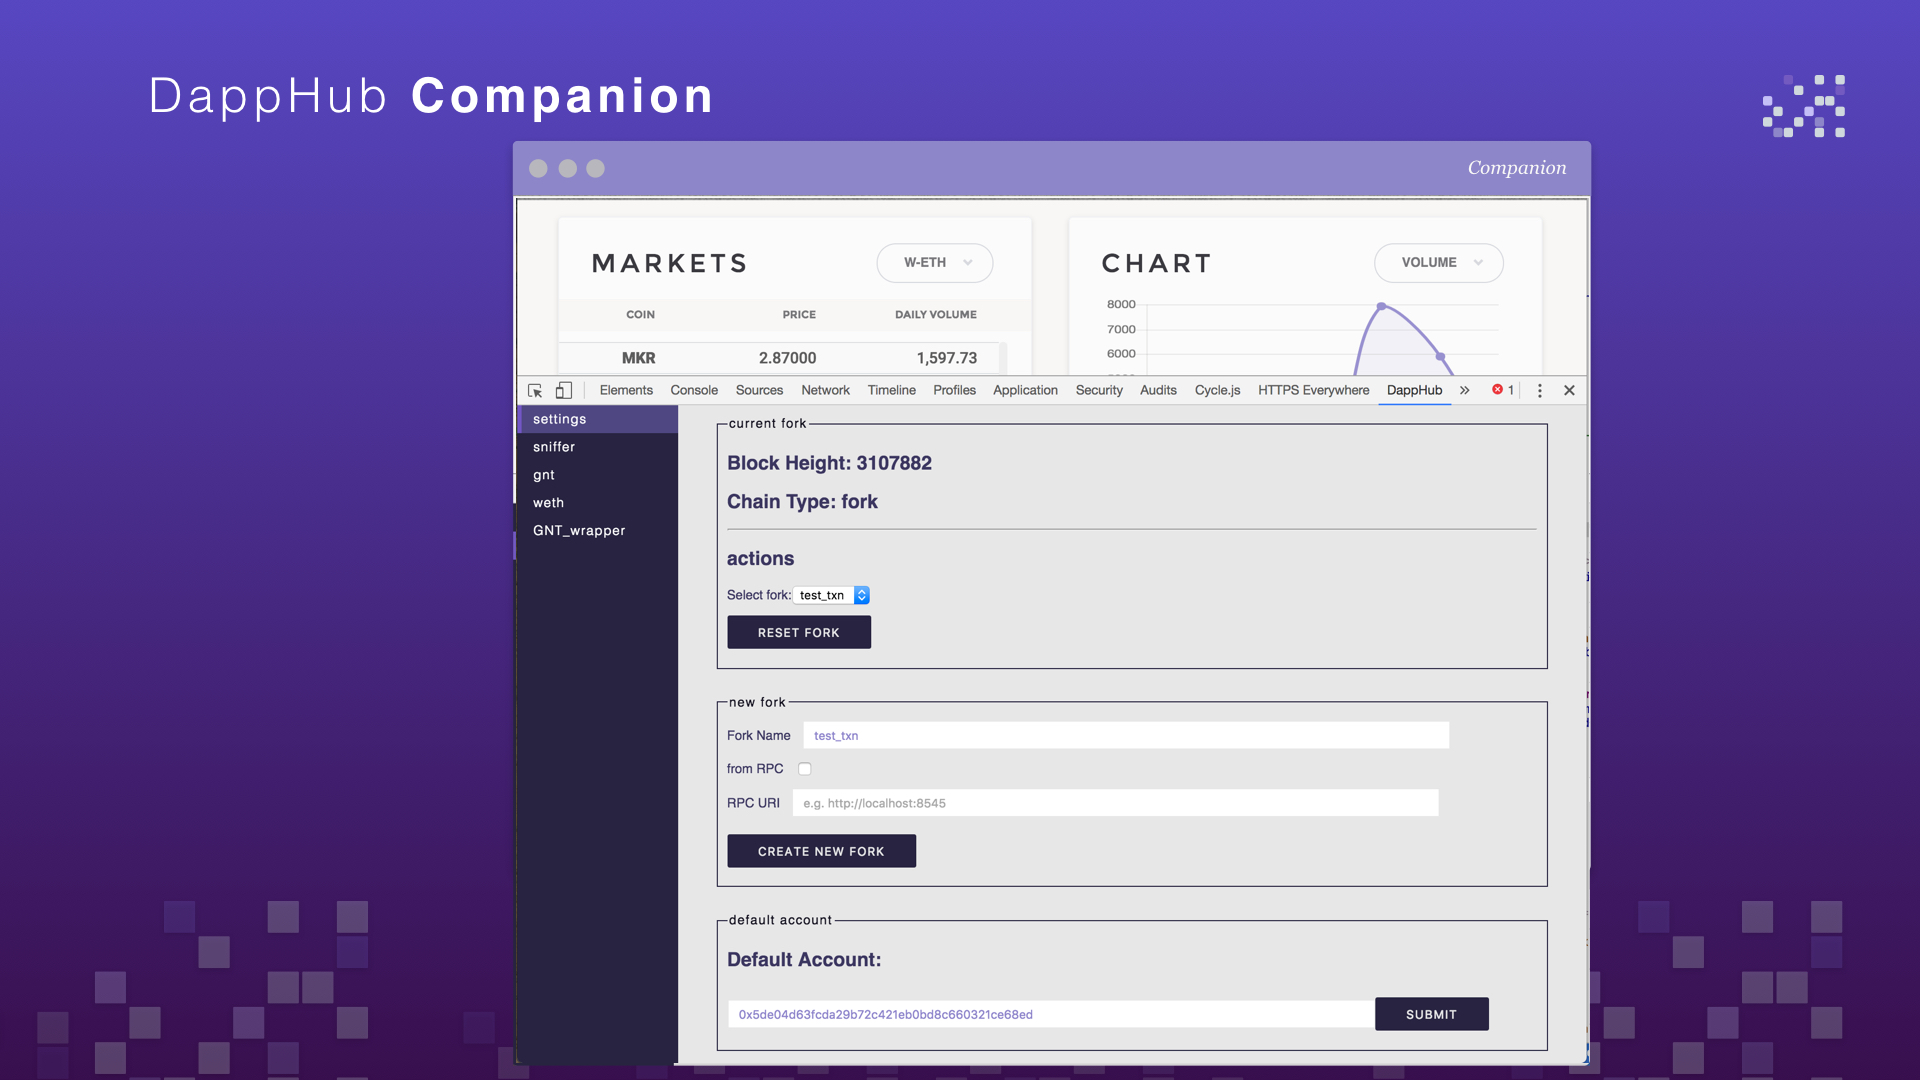 DappHub Companion
Companion
MARKETS
W-ETH
COIN PRICE DAILY VOLUME
MKR 2.87000 1,597.73
CHART
VOLUME
8000
7000
6000
Elements Console Sources Network Timeline Profiles Application Security Audits Cycle.js HTTPS Everywhere DappHub » 1
settings
sniffer
gnt
weth
GNT_wrapper
current fork
Block Height: 3107882
Chain Type: fork
actions
Select fork: test_txn
RESET FORK
new fork
Fork Name test_txn
from RPC
RPC URI e.g. http://localhost:8545
CREATE NEW FORK
default account
Default Account:
0x5de04d63fcda29b72c421eb0bd8c660321ce68ed SUBMIT